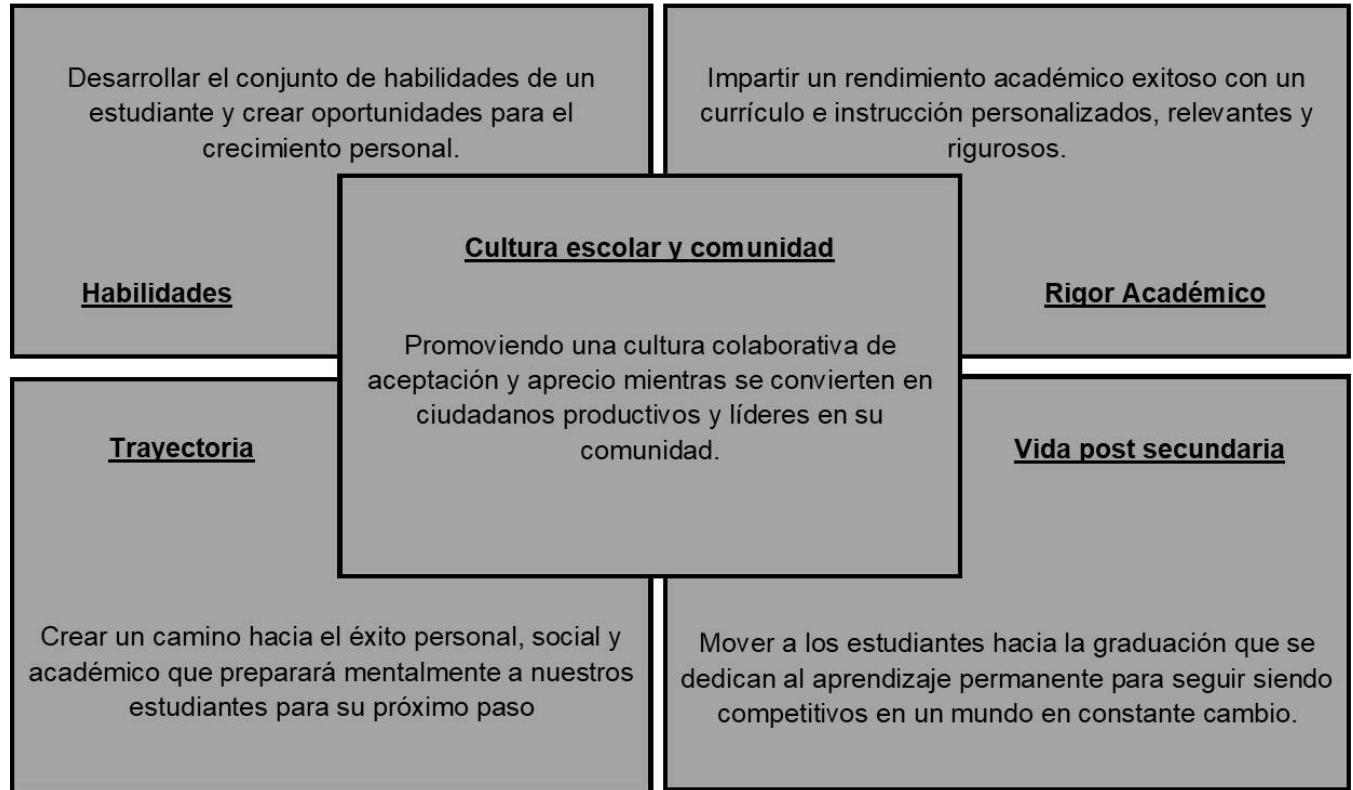 Desarrollar el conjunto de habilidades de un
estudiante y crear oportunidades para el
crecimiento personal.
Habilidades
Impartir un rendimiento académico exitoso con un
currículo e instrucción personalizados, relevantes y
rigurosos.
Rigor Académico
Cultura escolar y comunidad
Promoviendo una cultura colaborativa de
aceptación y aprecio mientras se convierten en
ciudadanos productivos y líderes en su
comunidad.
Trayectoria
Crear un camino hacia el éxito personal, social y
académico que preparará mentalmente a nuestros
estudiantes para su próximo paso
Vida post secundaria
Mover a los estudiantes hacia la graduación que se
dedican al aprendizaje permanente para seguir siendo
competitivos en un mundo en constante cambio.